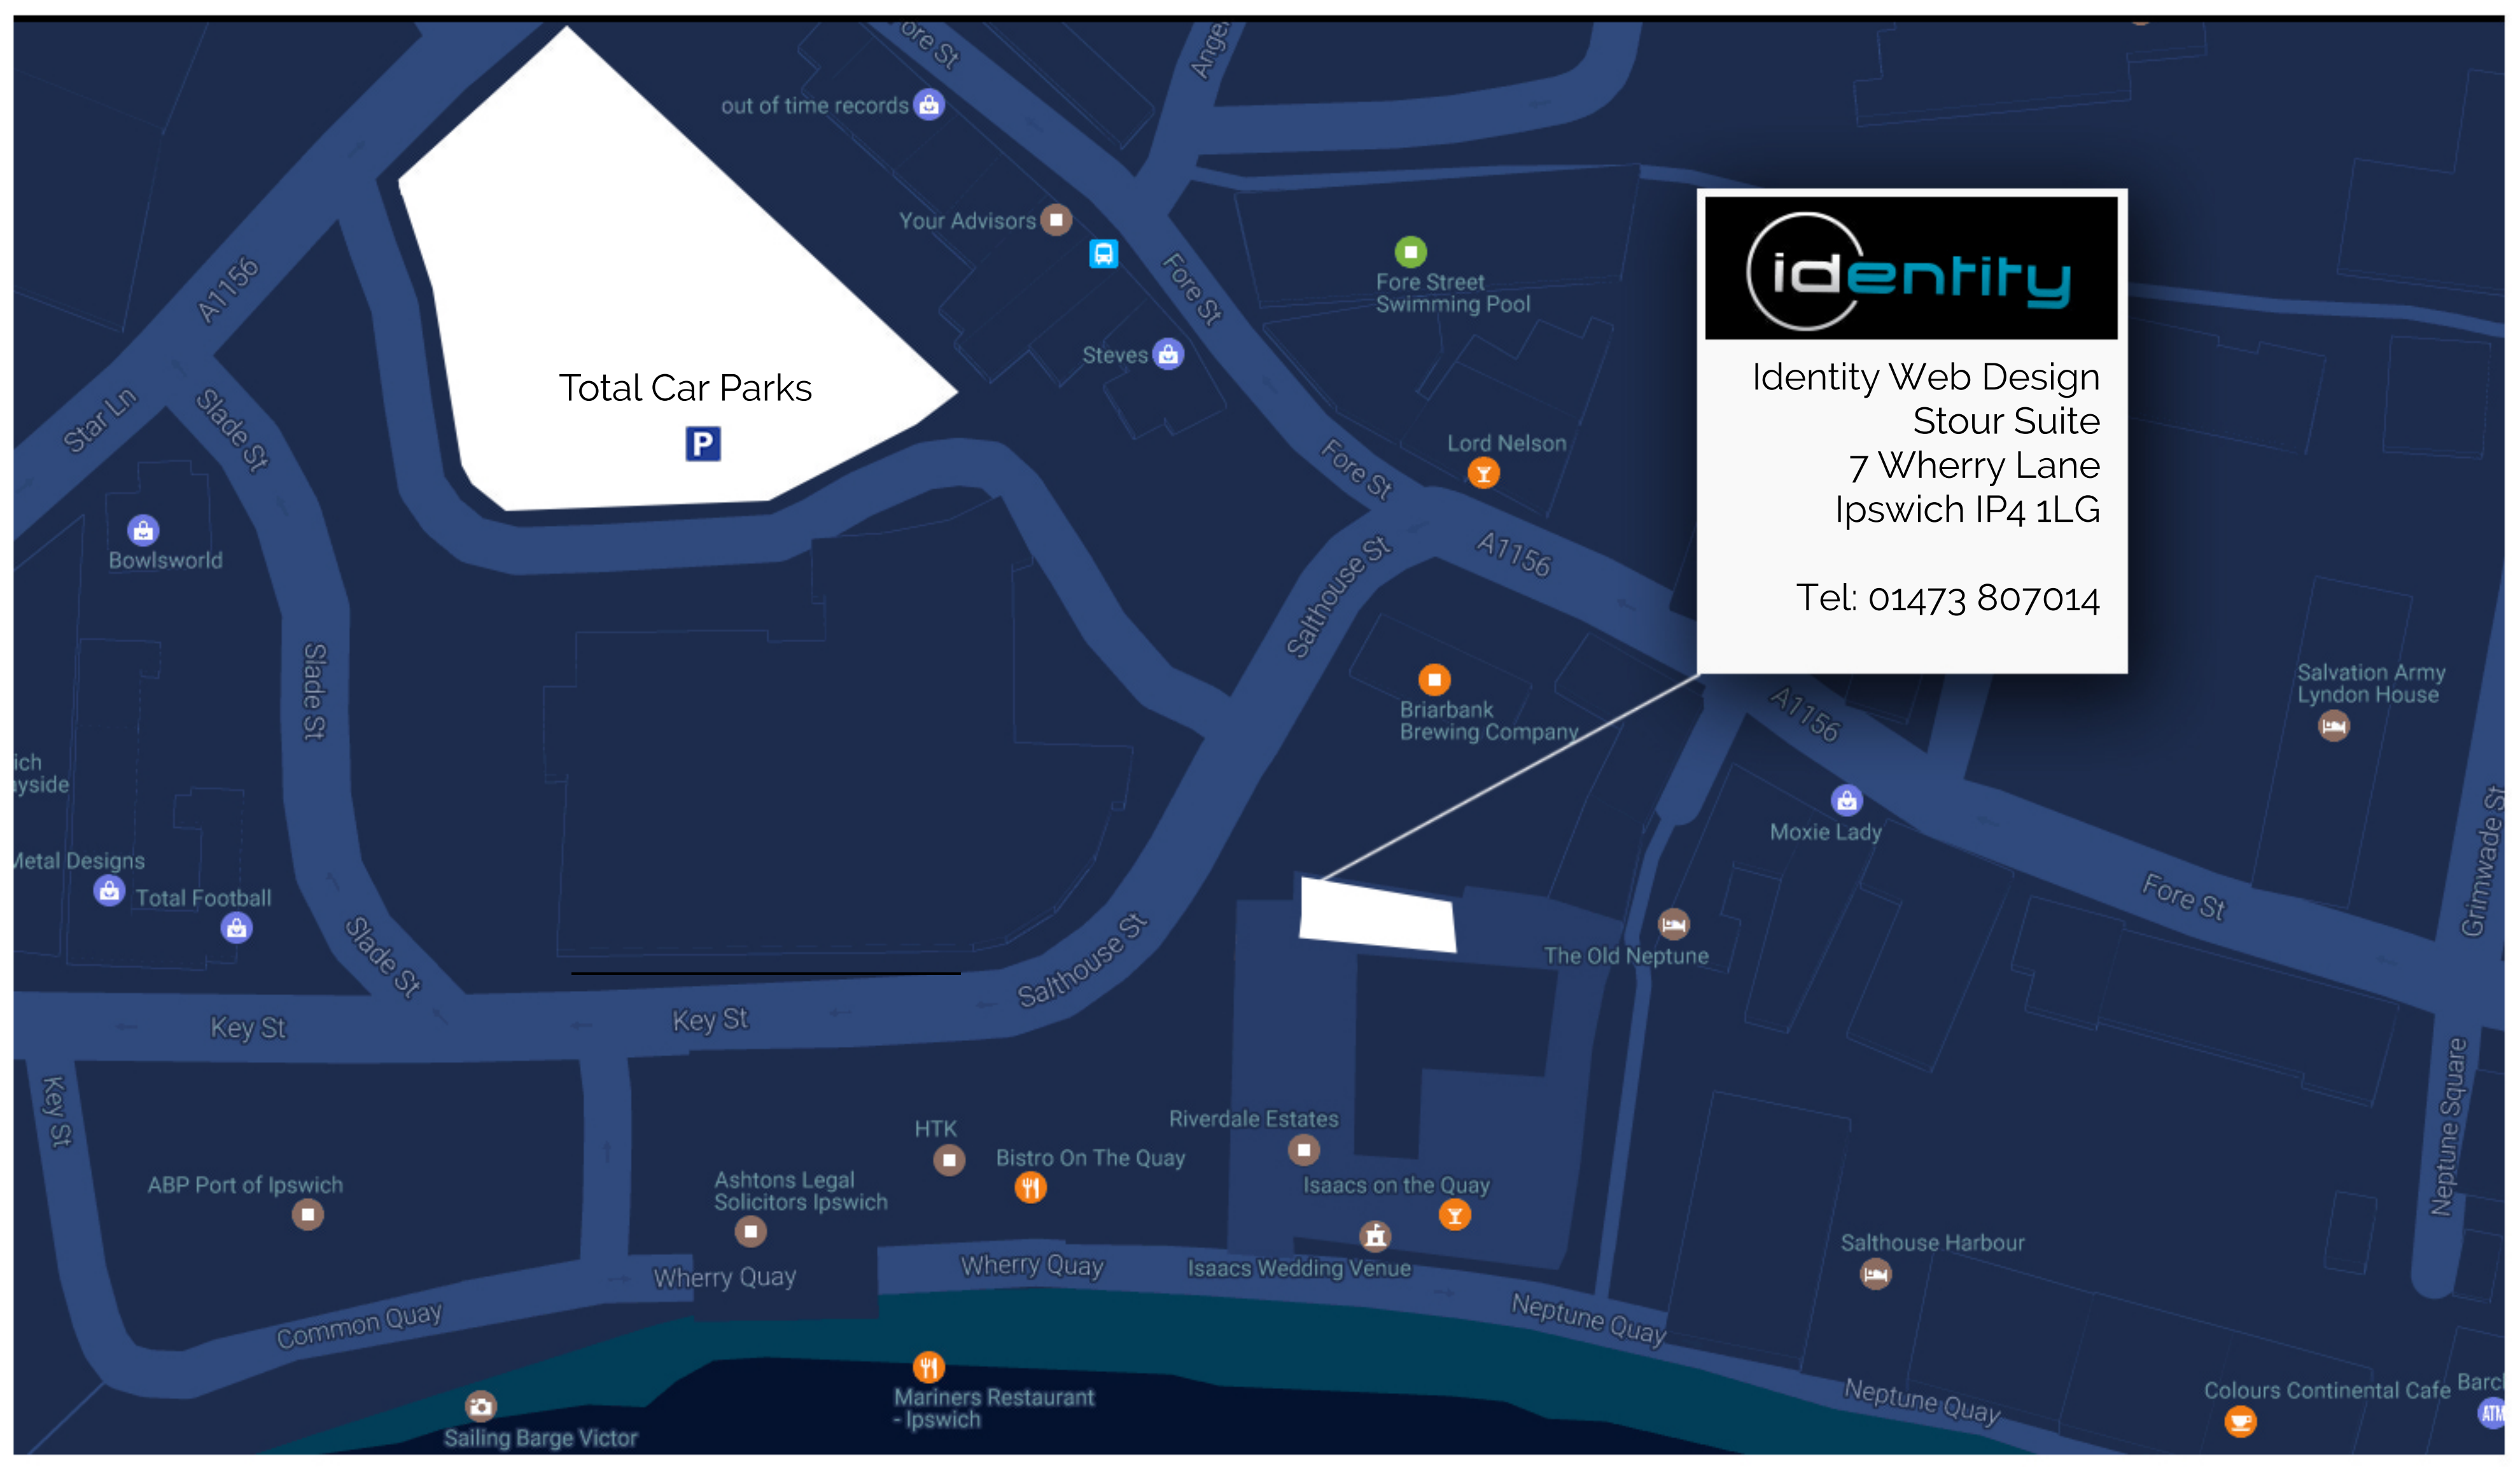 Fore St
Ange
out of time records
Your Advisors
Fore St
Fore Street
Swimming Pool
Steves
A1156
Star Ln
Slade St
Total Car Parks
P
Fore St
Lord Nelson
identity
Identity Web Design
Stour Suite
7 Wherry Lane
Ipswich IP4 1LG
Tel: 01473 807014
Bowlsworld
A1156
Salthouse St
Slade St
Briarbank
Brewing Company
A1156
Salvation Army
Lyndon House
ich
yside
Moxie Lady
Metal Designs
Total Football
Slade St
Salthouse St
The Old Neptune
Fore St
Grimwade St
Key St
Key St
Key St
HTK
Riverdale Estates
Bistro On The Quay
ABP Port of Ipswich
Ashtons Legal
Solicitors Ipswich
Isaacs on the Quay
Neptune Square
Salthouse Harbour
Wherry Quay
Wherry Quay
Isaacs Wedding Venue
Common Quay
Neptune Quay
Mariners Restaurant
- Ipswich
Sailing Barge Victor
Neptune Quay
Colours Continental Cafe
Barcl
ATM